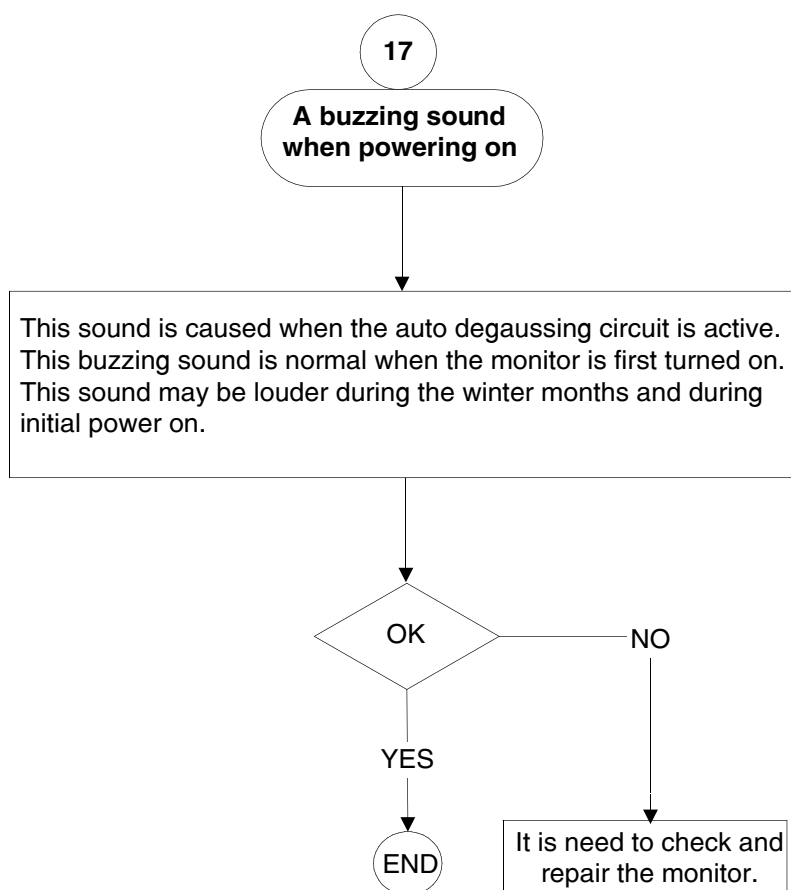 17
A buzzing sound
when powering on
This sound is caused when the auto degaussing circuit is active.
This buzzing sound is normal when the monitor is first turned on.
This sound may be louder during the winter months and during
initial power on.
OK
NO
YES
END
It is need to check and
repair the monitor.